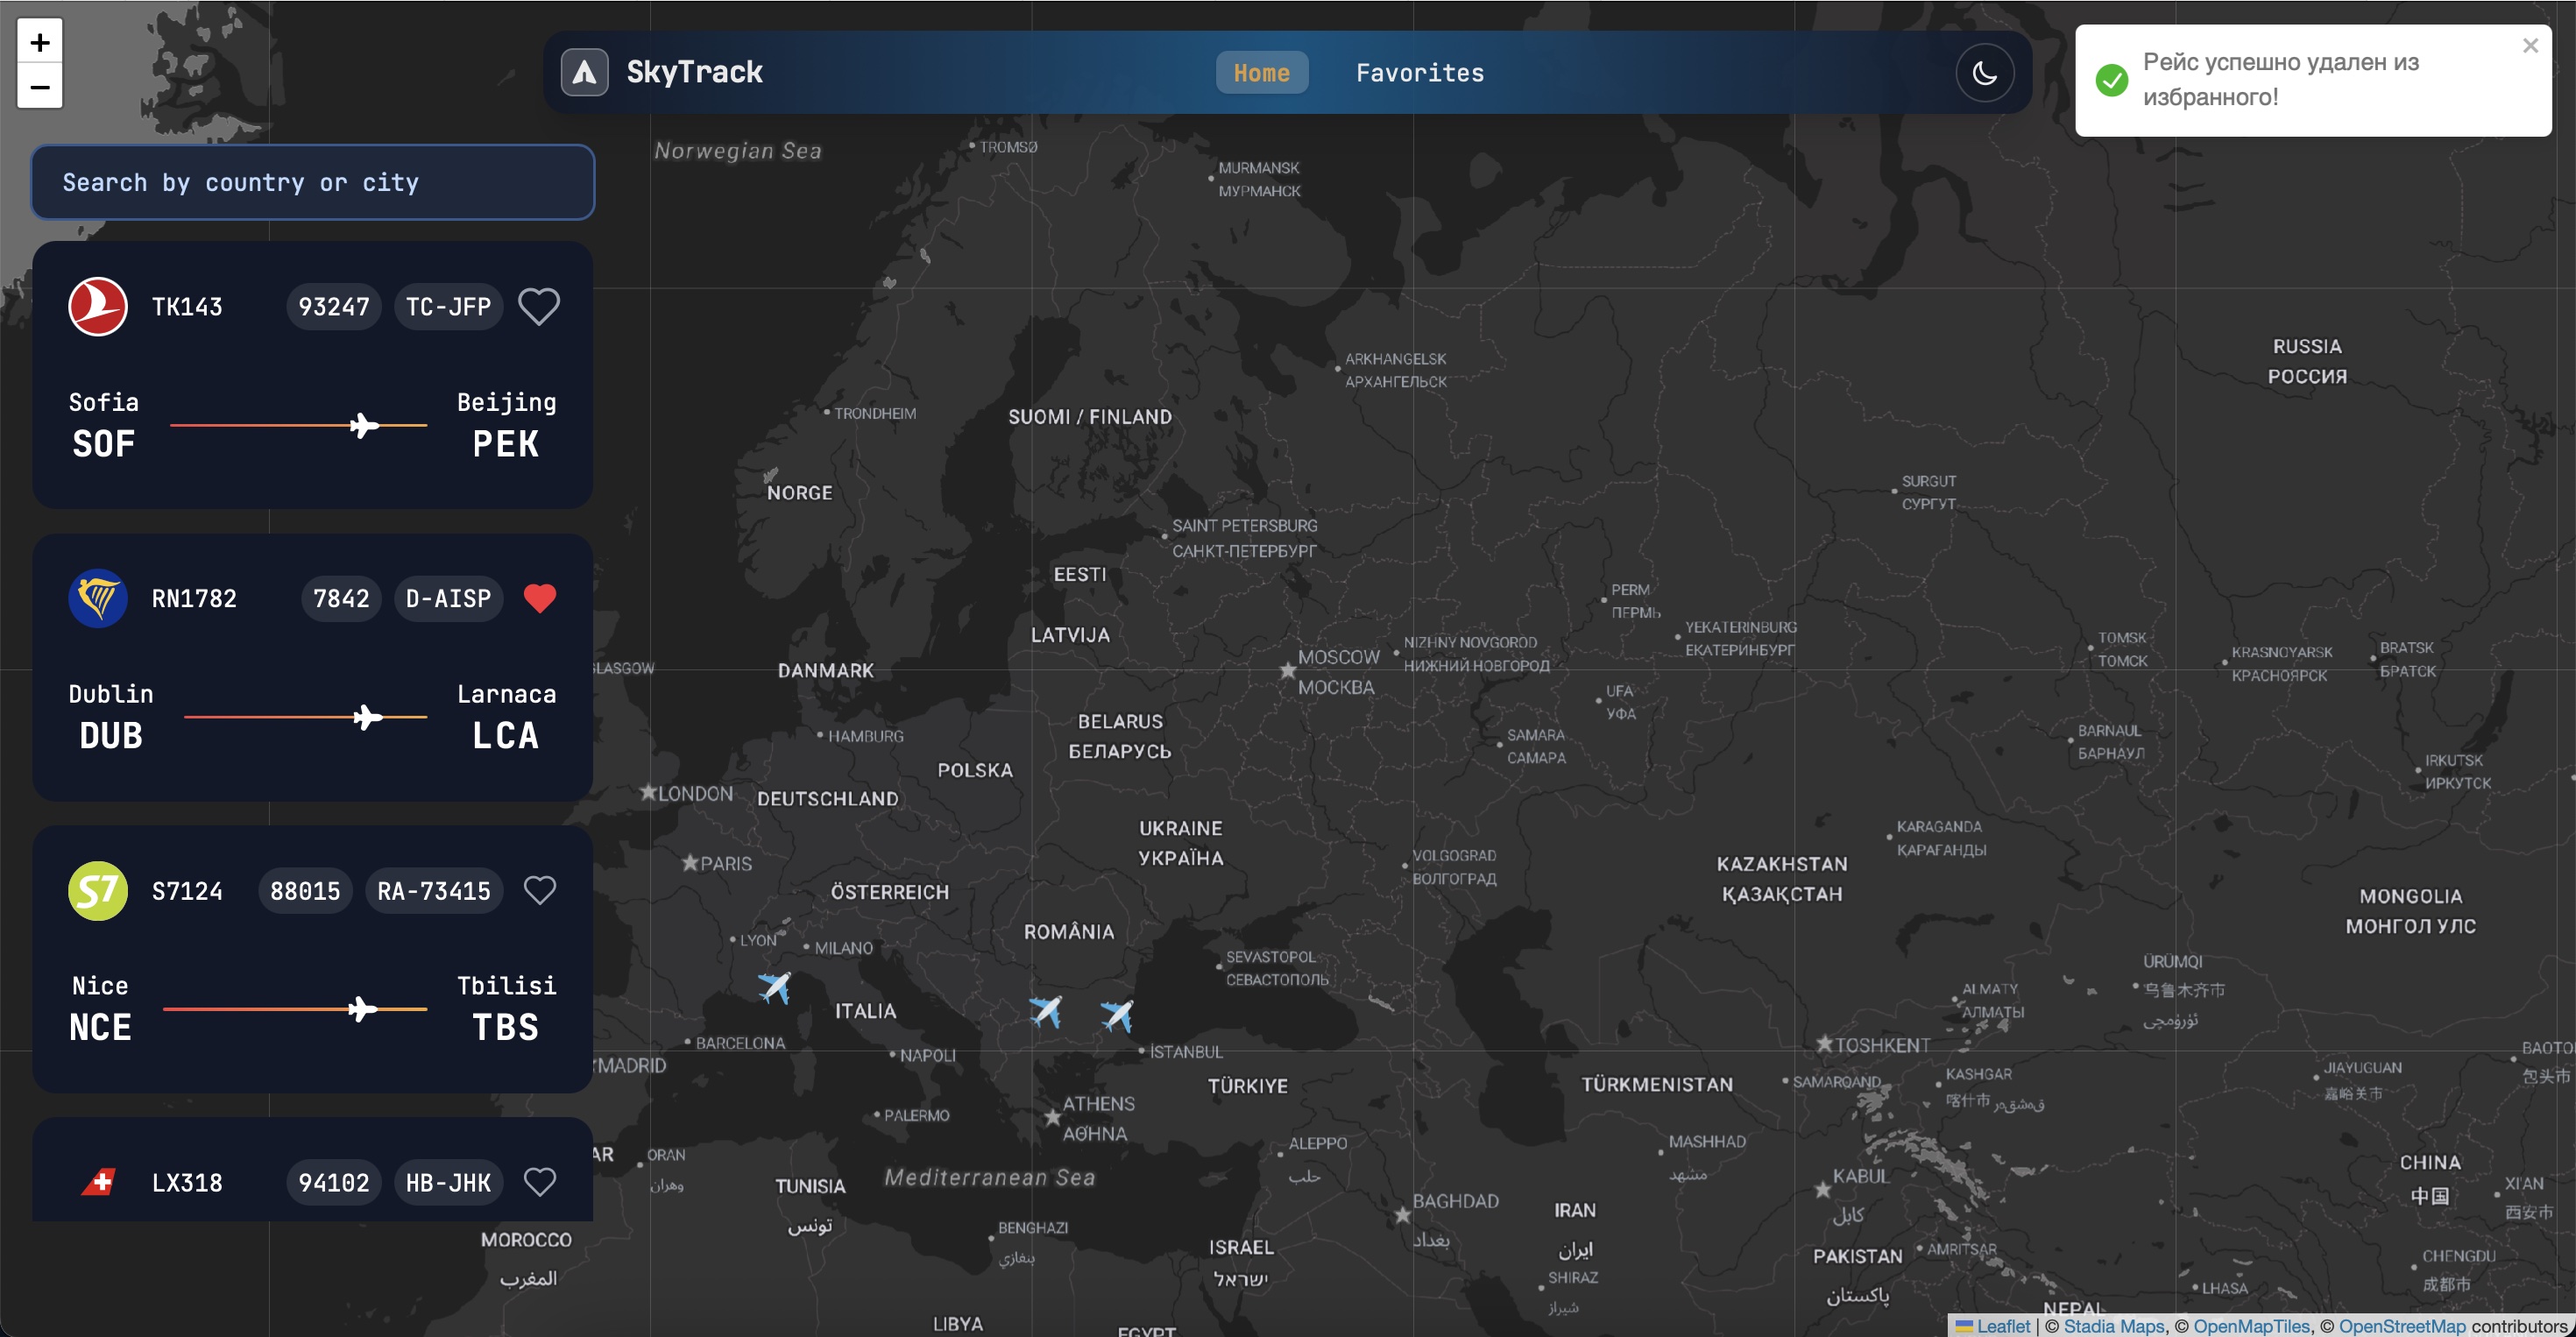 +
−
SkyTrack
Home
Favorites
Рейс успешно удален из
избранного!
Search by country or city
TK143 93247 TC-JFP
Sofia
SOF
Beijing
PEK
RN1782 7842 D-AISP
Dublin
DUB
Larnaca
LCA
S7
S7124 88015 RA-73415
Nice
NCE
Tbilisi
TBS
LX318 94102 HB-JHK
Norwegian Sea
TROMSØ
MURMANSK
МУРМАНСК
ARKHANGELSK
АРХАНГЕЛЬСК
RUSSIA
РОССИЯ
TRONDHEIM
SUOMI / FINLAND
NORGE
SURGUT
СУРГУТ
SAINT PETERSBURG
САНКТ-ПЕТЕРБУРГ
EESTI
PERM
ПЕРМЬ
LATVIJA
YEKATERINBURG
ЕКАТЕРИНБУРГ
NIZHNY NOVGOROD
НИЖНИЙ НОВГОРОД
MOSCOW
МОСКВА
TOMSK
ТОМСК
KRASNOYARSK
КРАСНОЯРСК
BRATSK
БРАТСК
LASGOW
DANMARK
UFA
УФА
BELARUS
БЕЛАРУСЬ
HAMBURG
SAMARA
САМАРА
BARNAUL
БАРНАУЛ
POLSKA
IRKUTSK
ИРКУТСК
LONDON
DEUTSCHLAND
UKRAINE
УКРАЇНА
KARAGANDA
ҚАРАҒАНДЫ
PARIS
VOLGOGRAD
ВОЛГОГРАД
KAZAKHSTAN
ҚАЗАҚСТАН
ÖSTERREICH
MONGOLIA
МОНГОЛ УЛС
ROMÂNIA
LYON
MILANO
SEVASTOPOL
СЕВАСТОПОЛЬ
ÜRÜMQI
乌鲁木齐市
ئۈرۈمچى
ALMATY
АЛМАТЫ
ITALIA
BARCELONA
NAPOLI
İSTANBUL
TOSHKENT
BAOTO
包头市
MADRID
TÜRKIYE
TÜRKMENISTAN
SAMARQAND
KASHGAR
喀什市 قەشقەر
JIAYUGUAN
嘉峪关市
PALERMO
ATHENS
ΑΘΉΝΑ
ALEPPO
حلب
MASHHAD
مشهد
AR
ORAN
وهران
Mediterranean Sea
TUNISIA
تونس
CHINA
中国
KABUL
کابل
XI'AN
西安市
BAGHDAD
بغداد
IRAN
ایران
BENGHAZI
بنغازي
MOROCCO
المغرب
ISRAEL
ישראל
PAKISTAN
پاکستان
AMRITSAR
CHENGDU
成都市
SHIRAZ
شیراز
LHASA
NEPAL
LIBYA
EGYPT
Leaflet | © Stadia Maps, © OpenMapTiles, © OpenStreetMap contributors